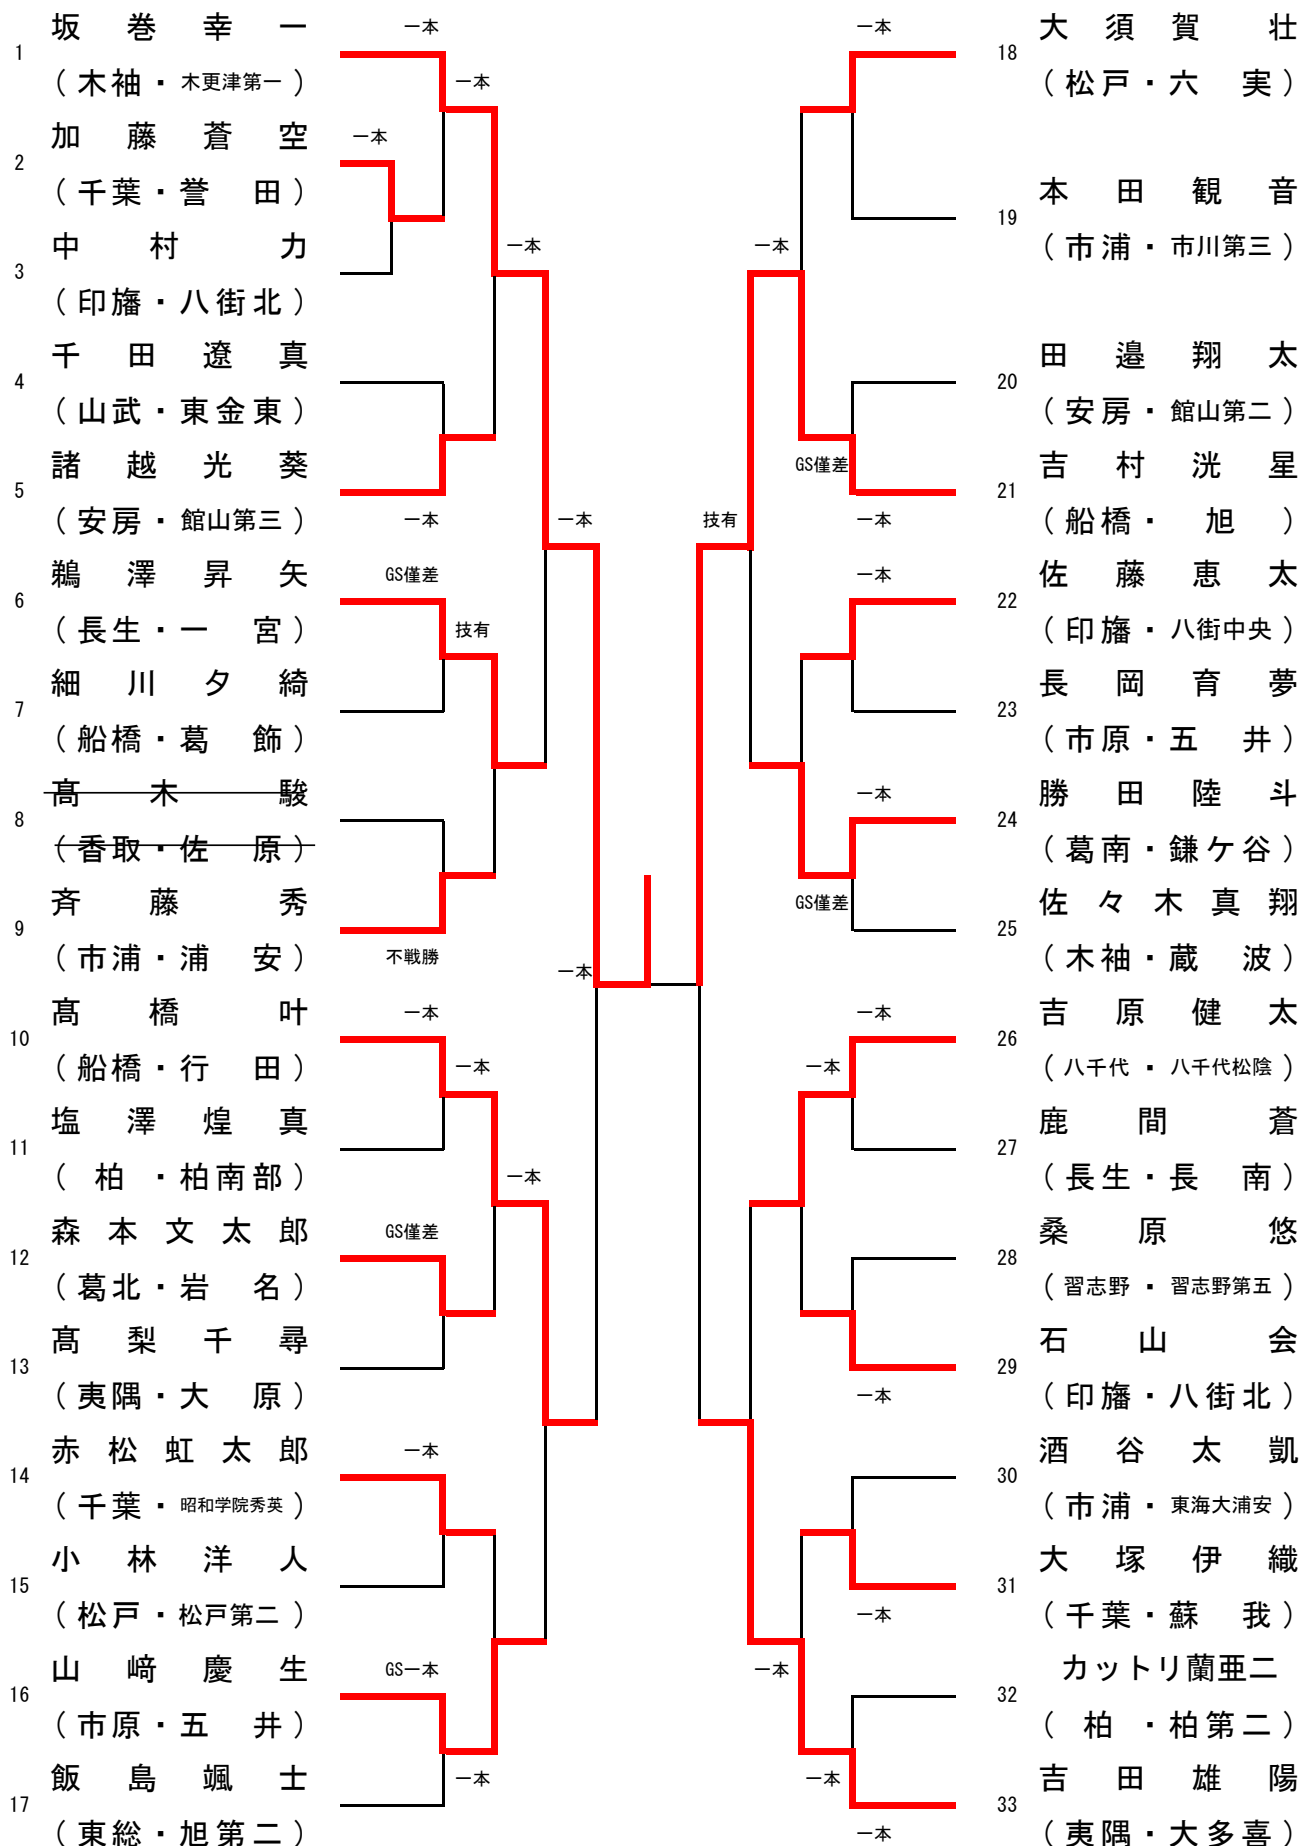 坂巻幸一
一本
1
(木袖・木更津第一)
一本
加藤蒼空
一本
2
(千葉・誉田)
中村力
一本
3
(印旛・八街北)
千田遼真
4
(山武・東金東)
諸越光葵
5
(安房・館山第三)
一本
一本
鵜澤昇矢
GS僅差
6
(長生・一宮)
技有
細川夕綺
7
(船橋・葛飾)
髙木駿
8
(香取・佐原)
斉藤秀
9
(市浦・浦安)
不戦勝
一本
髙橋叶
一本
10
(船橋・行田)
一本
塩澤煌真
11
(柏・柏南部)
一本
森本文太郎
GS僅差
12
(葛北・岩名)
髙梨千尋
13
(夷隅・大原)
赤松虹太郎
一本
14
(千葉・昭和学院秀英)
小林洋人
15
(松戸・松戸第二)
山﨑慶生
GS一本
16
(市原・五井)
飯島颯士
一本
17
(東総・旭第二)
一本
大須賀壮
18
(松戸・六実)
本田観音
19
一本
(市浦・市川第三)
田邉翔太
20
(安房・館山第二)
GS僅差
吉村洸星
21
技有
一本
(船橋・旭)
一本
佐藤恵太
22
(印旛・八街中央)
長岡育夢
23
(市原・五井)
一本
勝田陸斗
24
(葛南・鎌ケ谷)
GS僅差
佐々木真翔
25
(木袖・蔵波)
一本
吉原健太
26
一本
(八千代・八千代松陰)
鹿間蒼
27
(長生・長南)
桑原悠
28
(習志野・習志野第五)
石山会
29
一本
(印旛・八街北)
酒谷太凱
30
(市浦・東海大浦安)
大塚伊織
31
一本
(千葉・蘇我)
一本
カットリ蘭亜二
32
(柏・柏第二)
一本
吉田雄陽
33
一本
(夷隅・大多喜)